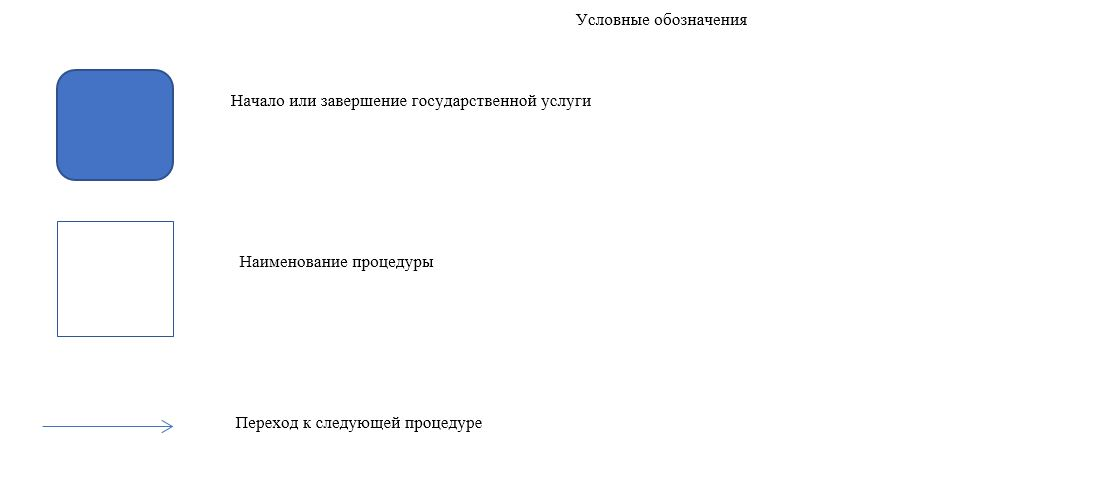 Условные обозначения
Начало или завершение государственной услуги
Наименование процедуры
Переход к следующей процедуре